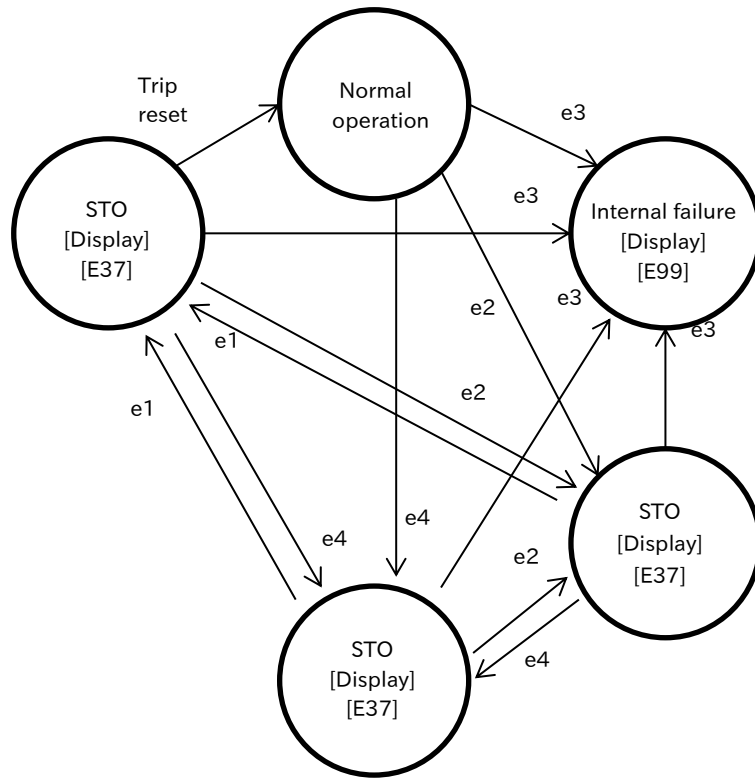 Trip
reset
Normal
operation
e3
STO
[Display]
[E37]
e3
Internal failure
[Display]
[E99]
e1
e2
e3
e3
e1
e2
e4
e4
STO
[Display]
[E37]
e2
e4
STO
[Display]
[E37]